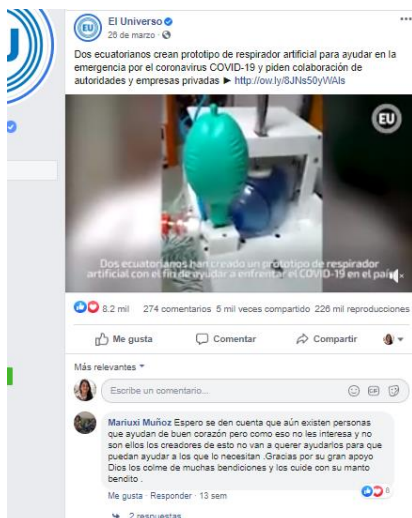 EU
El Universo
26 de marzo
Dos ecuatorianos crean prototipo de respirador artificial para ayudar en la
emergencia por el coronavirus COVID-19 y piden colaboración de
autoridades y empresas privadas ► http://ow.ly/8JNs50yWAls
EU
Dos ecuatorianos han creado un prototipo de respirador
artificial con el fin de ayudar a enfrentar el COVID-19 en el país
8.2 mil 274 comentarios 5 mil veces compartido 226 mil reproducciones
Me gusta Comentar Compartir
Más relevantes
Escribe un comentario...
GIF
Mariuxi Muñoz Espero se den cuenta que aún existen personas
que ayudan de buen corazón pero como eso no les interesa y no
son ellos los creadores de esto no van a querer ayudarlos para que
puedan ayudar a los que lo necesitan .Gracias por su gran apoyo
Dios los colme de muchas bendiciones y los cuide con su manto
bendito .
Me gusta · Responder · 13 sem
2 respuestas